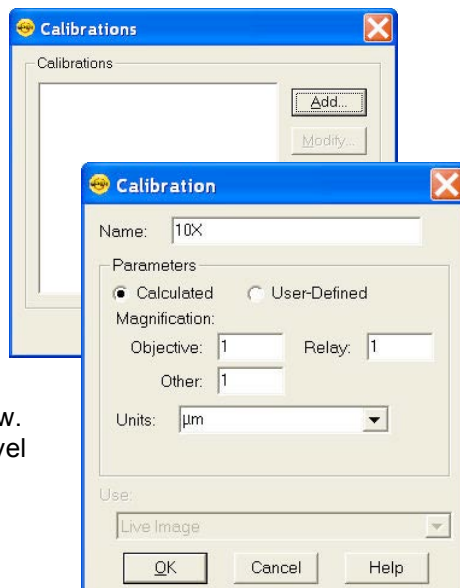 Calibrations
Calibrations
Add...
Modify...
Calibration
Name: 10X
Parameters
Calculated User-Defined
Magnification:
Objective: 1 Relay: 1
Other: 1
Units: µm
Use:
Live Image
OK Cancel Help
w.
vel